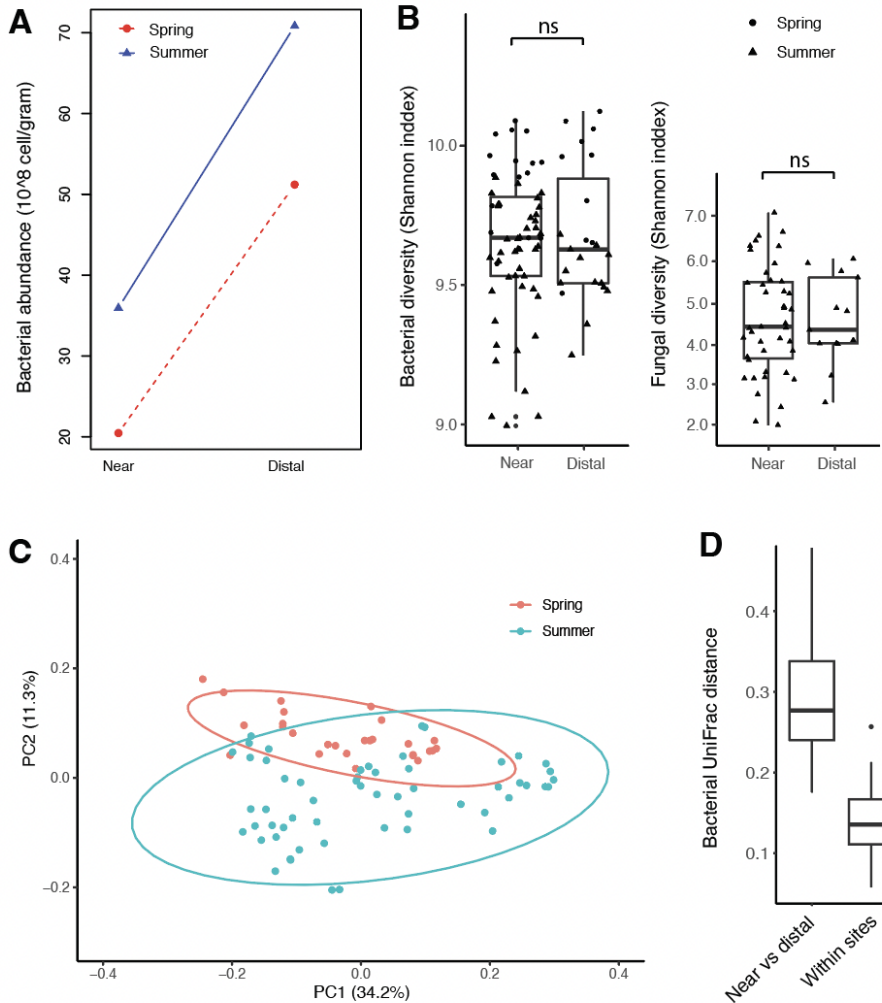 A
Spring
Summer
Bacterial abundance (10^8 cell/gram)
70
60
50
40
30
20
Near
Distal
B
ns
Spring
Summer
Bacterial diversity (Shannon inddex)
10.0
9.5
9.0
Near
Distal
ns
Fungal diversity (Shannon inddex)
7.0
6.0
5.0
4.0
3.0
2.0
Near
Distal
C
Spring
Summer
PC2 (11.3%)
0.4
0.2
0.0
−0.2
−0.4
−0.2
0.0
0.2
0.4
PC1 (34.2%)
D
Bacterial UniFrac distance
0.4
0.3
0.2
0.1
Near vs distal
Within sites